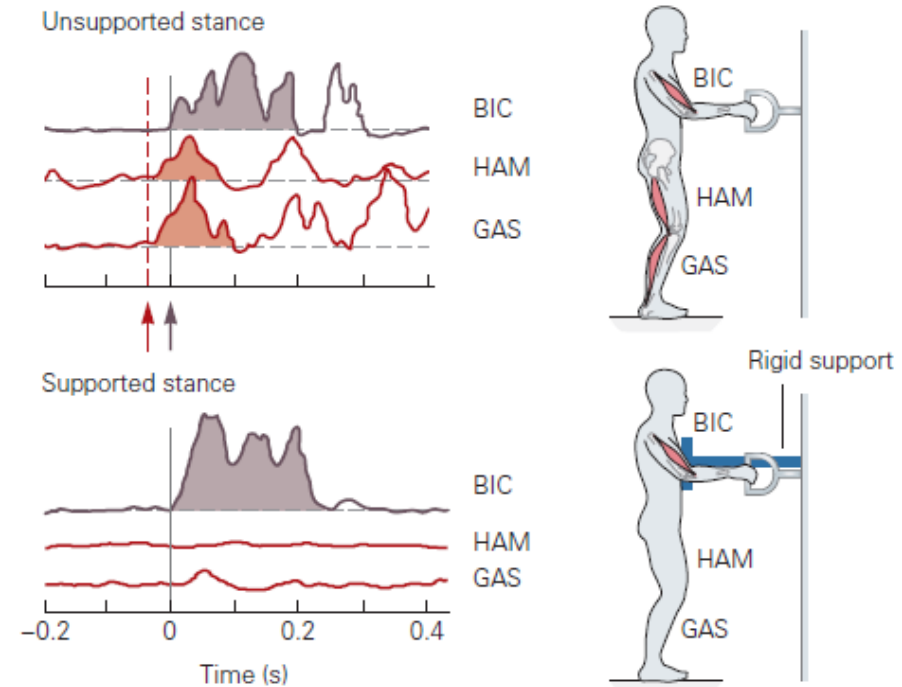 Unsupported stance
BIC
HAM
GAS
BIC
HAM
GAS
Supported stance
BIC
HAM
GAS
−0.2 0 0.2 0.4
Time (s)
Rigid support
BIC
HAM
GAS